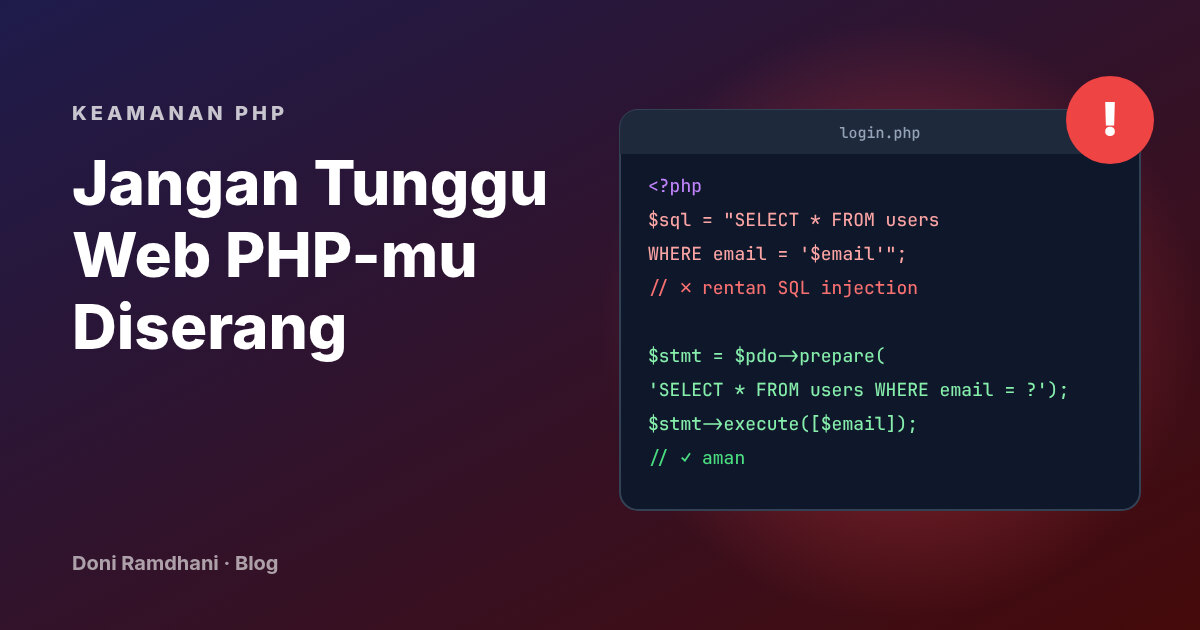 KEAMANAN PHP
Jangan Tunggu
Web PHP-mu
Diserang
Doni Ramdhani · Blog
!
login.php
<?php
$sql = "SELECT * FROM users
WHERE email = '$email'";
// × rentan SQL injection
$stmt = $pdo->prepare(
'SELECT * FROM users WHERE email = ?');
$stmt->execute([$email]);
// ✓ aman